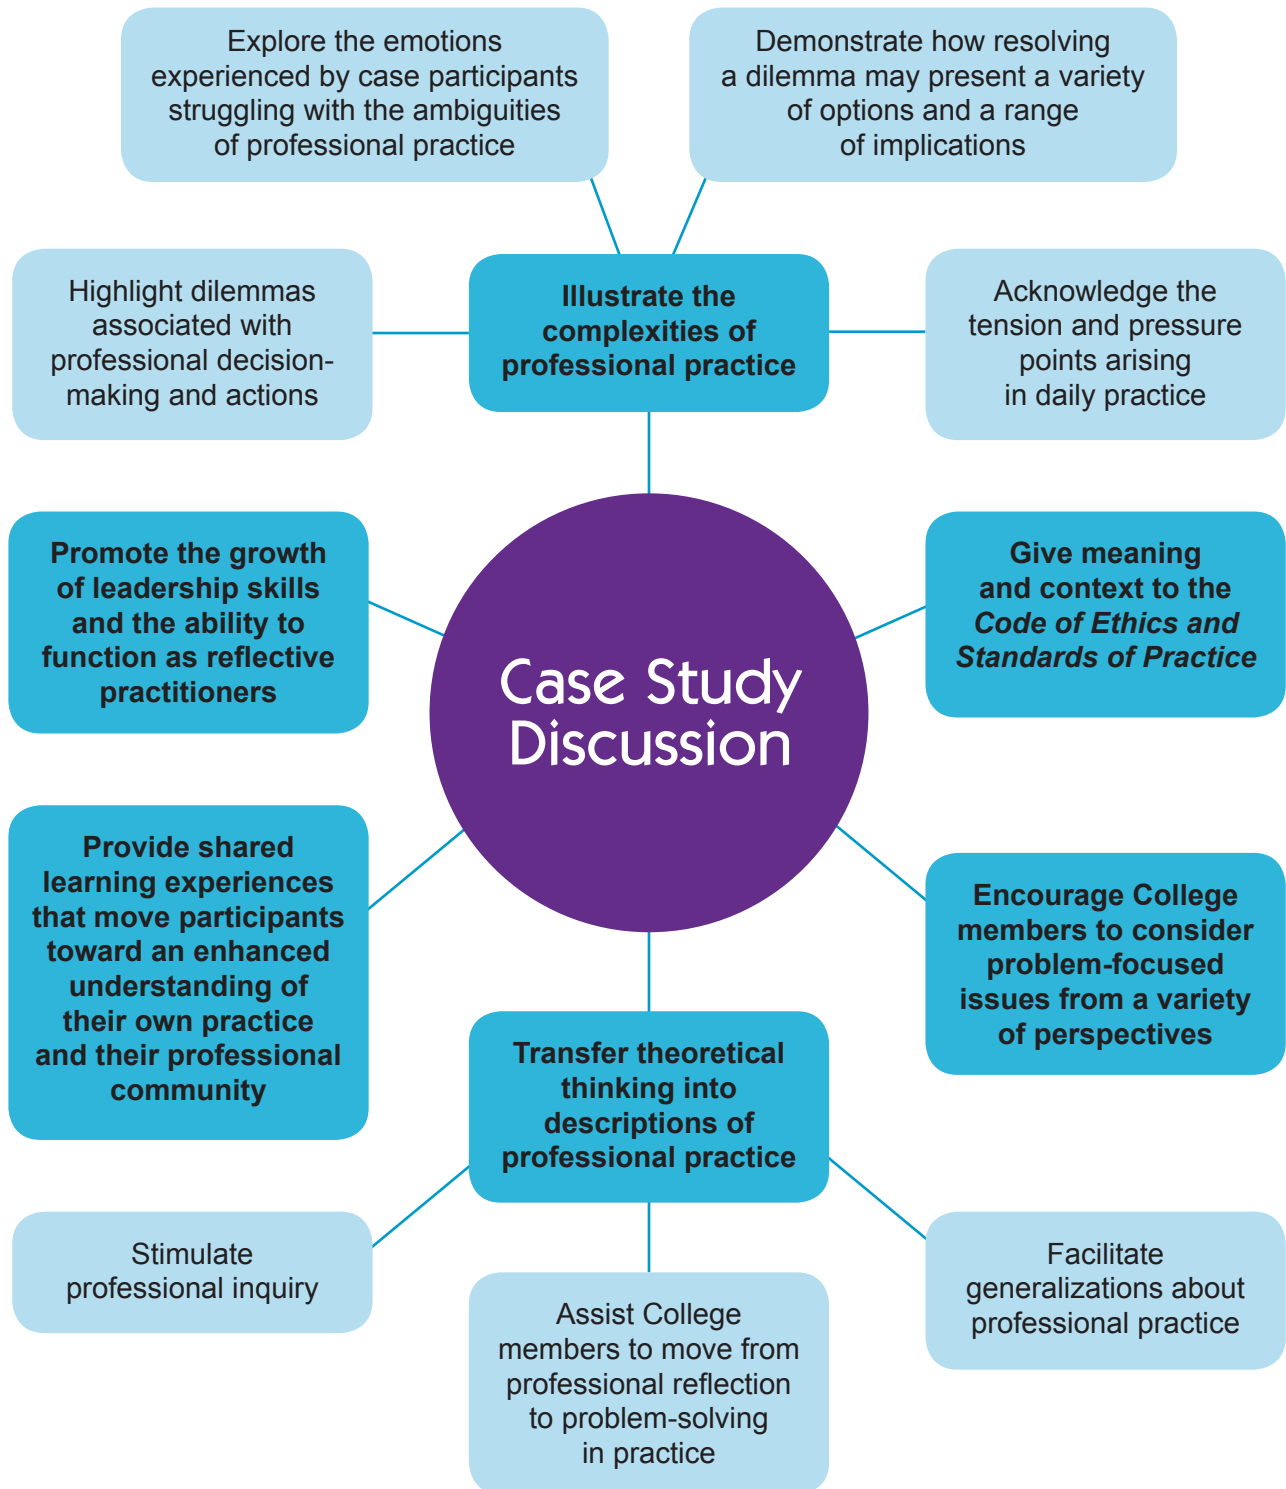 Explore the emotions
experienced by case participants
struggling with the ambiguities
of professional practice
Demonstrate how resolving
a dilemma may present a variety
of options and a range
of implications
Highlight dilemmas
associated with
professional decision-
making and actions
Illustrate the
complexities of
professional practice
Acknowledge the
tension and pressure
points arising
in daily practice
Promote the growth
of leadership skills
and the ability to
function as reflective
practitioners
Give meaning
and context to the
Code of Ethics and
Standards of Practice
Case Study
Discussion
Provide shared
learning experiences
that move participants
toward an enhanced
understanding of
their own practice
and their professional
community
Encourage College
members to consider
problem-focused
issues from a variety
of perspectives
Transfer theoretical
thinking into
descriptions of
professional practice
Stimulate
professional inquiry
Assist College
members to move from
professional reflection
to problem-solving
in practice
Facilitate
generalizations about
professional practice